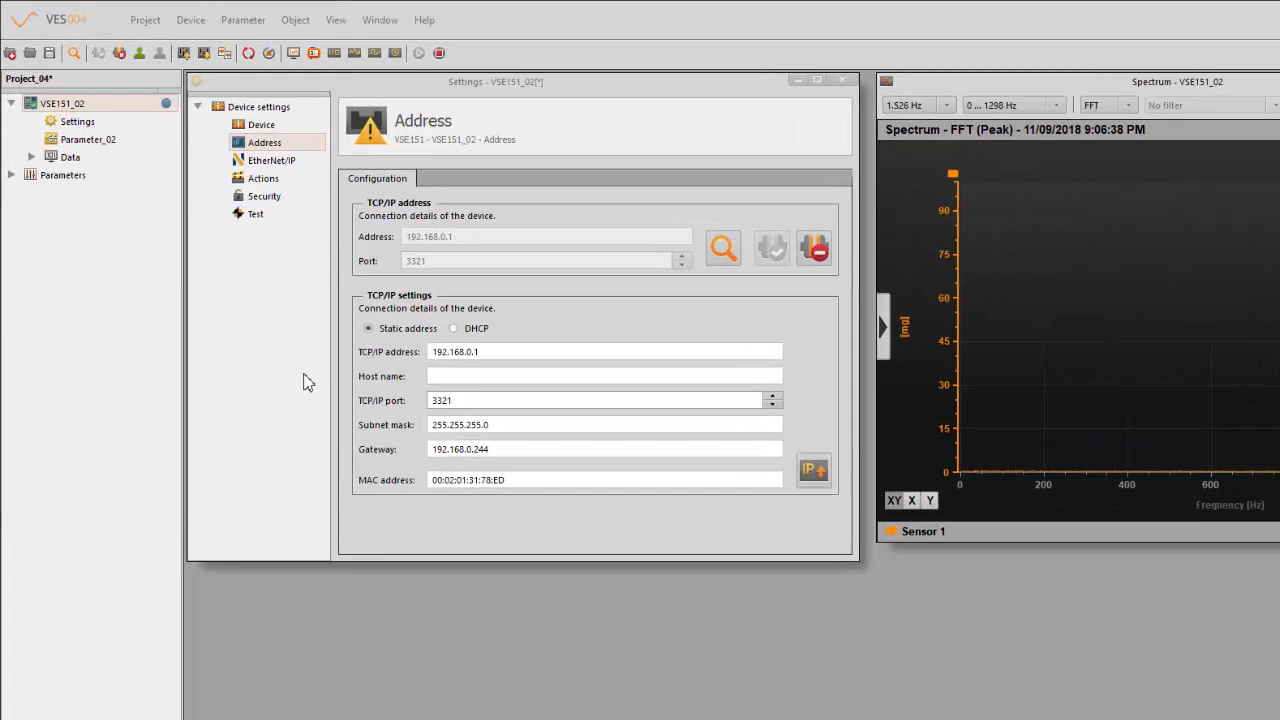 VES004 Project Device Parameter Object View Window Help
Project_04*
VSE151_02
Settings
Parameter_02
Data
Parameters
Settings - VSE151_02[*]
Device settings
Device
Address
EtherNet/IP
Actions
Security
Test
Address
VSE151 - VSE151_02 - Address
Configuration
TCP/IP address
Connection details of the device.
Address: 192.168.0.1
Port: 3321
TCP/IP settings
Connection details of the device.
Static address DHCP
TCP/IP address: 192.168.0.1
Host name:
TCP/IP port: 3321
Subnet mask: 255.255.255.0
Gateway: 192.168.0.244
MAC address: 00:02:01:31:78:ED
IP
Spectrum - VSE151_02
1.526 Hz 0 ... 1298 Hz FFT No filter
Spectrum - FFT (Peak) - 11/09/2018 9:06:38 PM
90
75
60
45
30
15
0
[mg]
0 200 400 600
XY X Y
Frequency [Hz]
Sensor 1